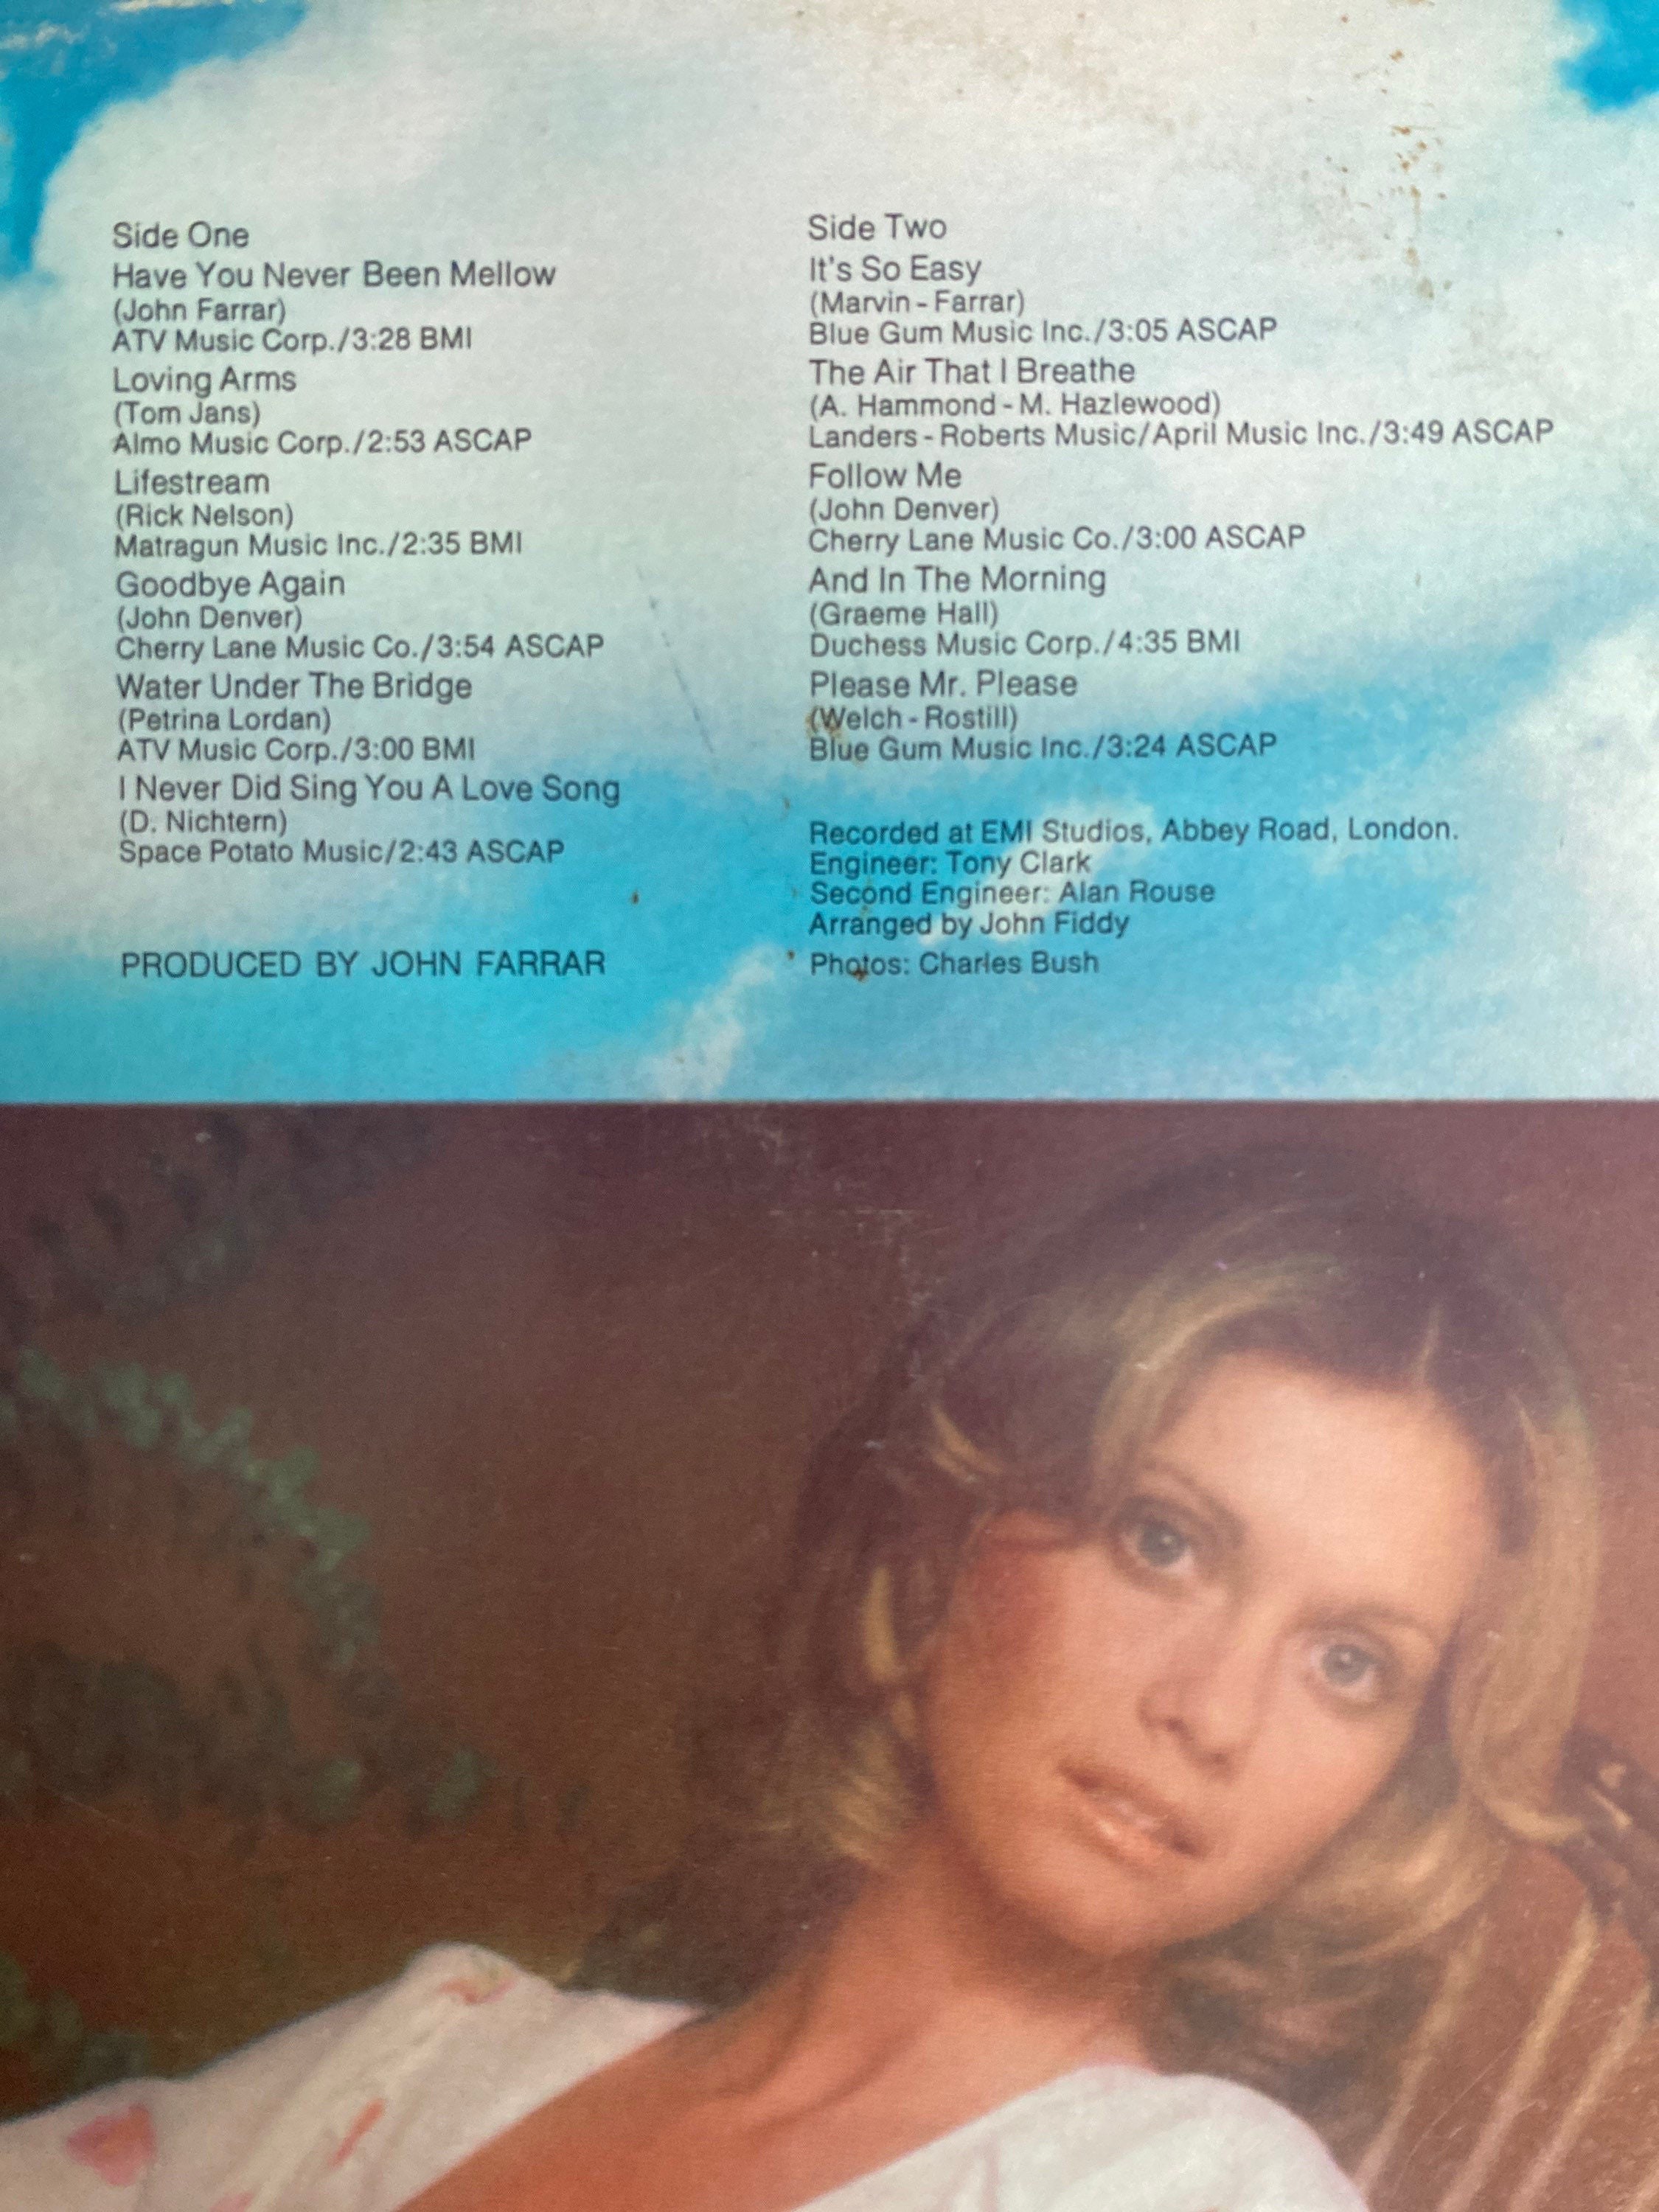 Side One
Have You Never Been Mellow
(John Farrar)
ATV Music Corp./3:28 BMI
Loving Arms
(Tom Jans)
Almo Music Corp./2:53 ASCAP
Lifestream
(Rick Nelson)
Matragun Music Inc./2:35 BMI
Goodbye Again
(John Denver)
Cherry Lane Music Co./3:54 ASCAP
Water Under The Bridge
(Petrina Lordan)
ATV Music Corp./3:00 BMI
I Never Did Sing You A Love Song
(D. Nichtern)
Space Potato Music/2:43 ASCAP
PRODUCED BY JOHN FARRAR
Side Two
It's So Easy
(Marvin - Farrar)
Blue Gum Music Inc./3:05 ASCAP
The Air That I Breathe
(A. Hammond - M. Hazlewood)
Landers - Roberts Music/April Music Inc./3:49 ASCAP
Follow Me
(John Denver)
Cherry Lane Music Co./3:00 ASCAP
And In The Morning
(Graeme Hall)
Duchess Music Corp./4:35 BMI
Please Mr. Please
(Welch - Rostill)
Blue Gum Music Inc./3:24 ASCAP
Recorded at EMI Studios, Abbey Road, London.
Engineer: Tony Clark
Second Engineer: Alan Rouse
Arranged by John Fiddy
Photos: Charles Bush